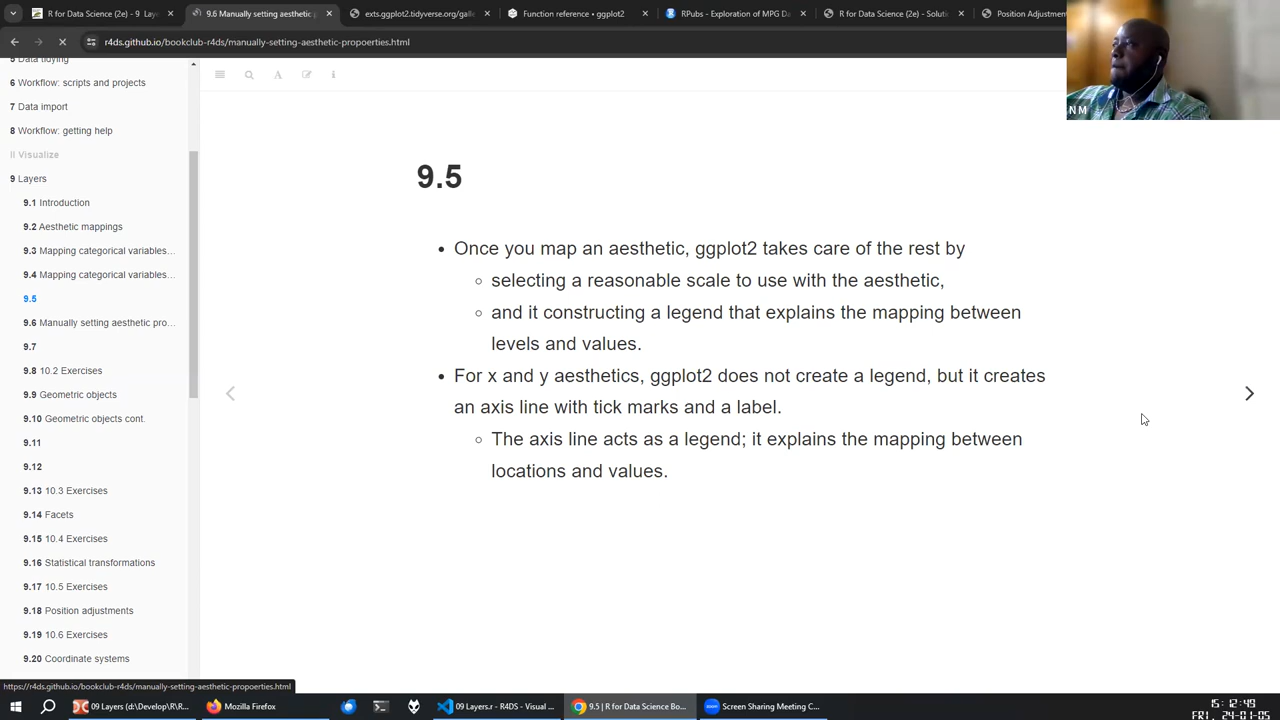 R for Data Science (2e) - 9 Lay
9.6 Manually setting aesthetic p
exts.ggplot2.tidyverse.org/gall
Function reference • ggplot2
RPubs - Exploration of MPG Da
R for Data Science (2e) - Soluti
Position Adjustment
r4ds.github.io/bookclub-r4ds/manually-setting-aesthetic-propoerties.html
NM
5 Data tidying
6 Workflow: scripts and projects
7 Data import
8 Workflow: getting help
II Visualize
9 Layers
9.1 Introduction
9.2 Aesthetic mappings
9.3 Mapping categorical variables...
9.4 Mapping categorical variables...
9.5
9.6 Manually setting aesthetic pro...
9.7
9.8 10.2 Exercises
9.9 Geometric objects
9.10 Geometric objects cont.
9.11
9.12
9.13 10.3 Exercises
9.14 Facets
9.15 10.4 Exercises
9.16 Statistical transformations
9.17 10.5 Exercises
9.18 Position adjustments
9.19 10.6 Exercises
9.20 Coordinate systems
9.5
• Once you map an aesthetic, ggplot2 takes care of the rest by
◦ selecting a reasonable scale to use with the aesthetic,
◦ and it constructing a legend that explains the mapping between
levels and values.
• For x and y aesthetics, ggplot2 does not create a legend, but it creates
an axis line with tick marks and a label.
◦ The axis line acts as a legend; it explains the mapping between
locations and values.
https://r4ds.github.io/bookclub-r4ds/manually-setting-aesthetic-propoerties.html
09 Layers (d:\Develop\R\R...
Mozilla Firefox
09 Layers.r - R4DS - Visual ...
9.5 | R for Data Science Bo...
Screen Sharing Meeting C...
15:12:49
FRI, 24-01-05